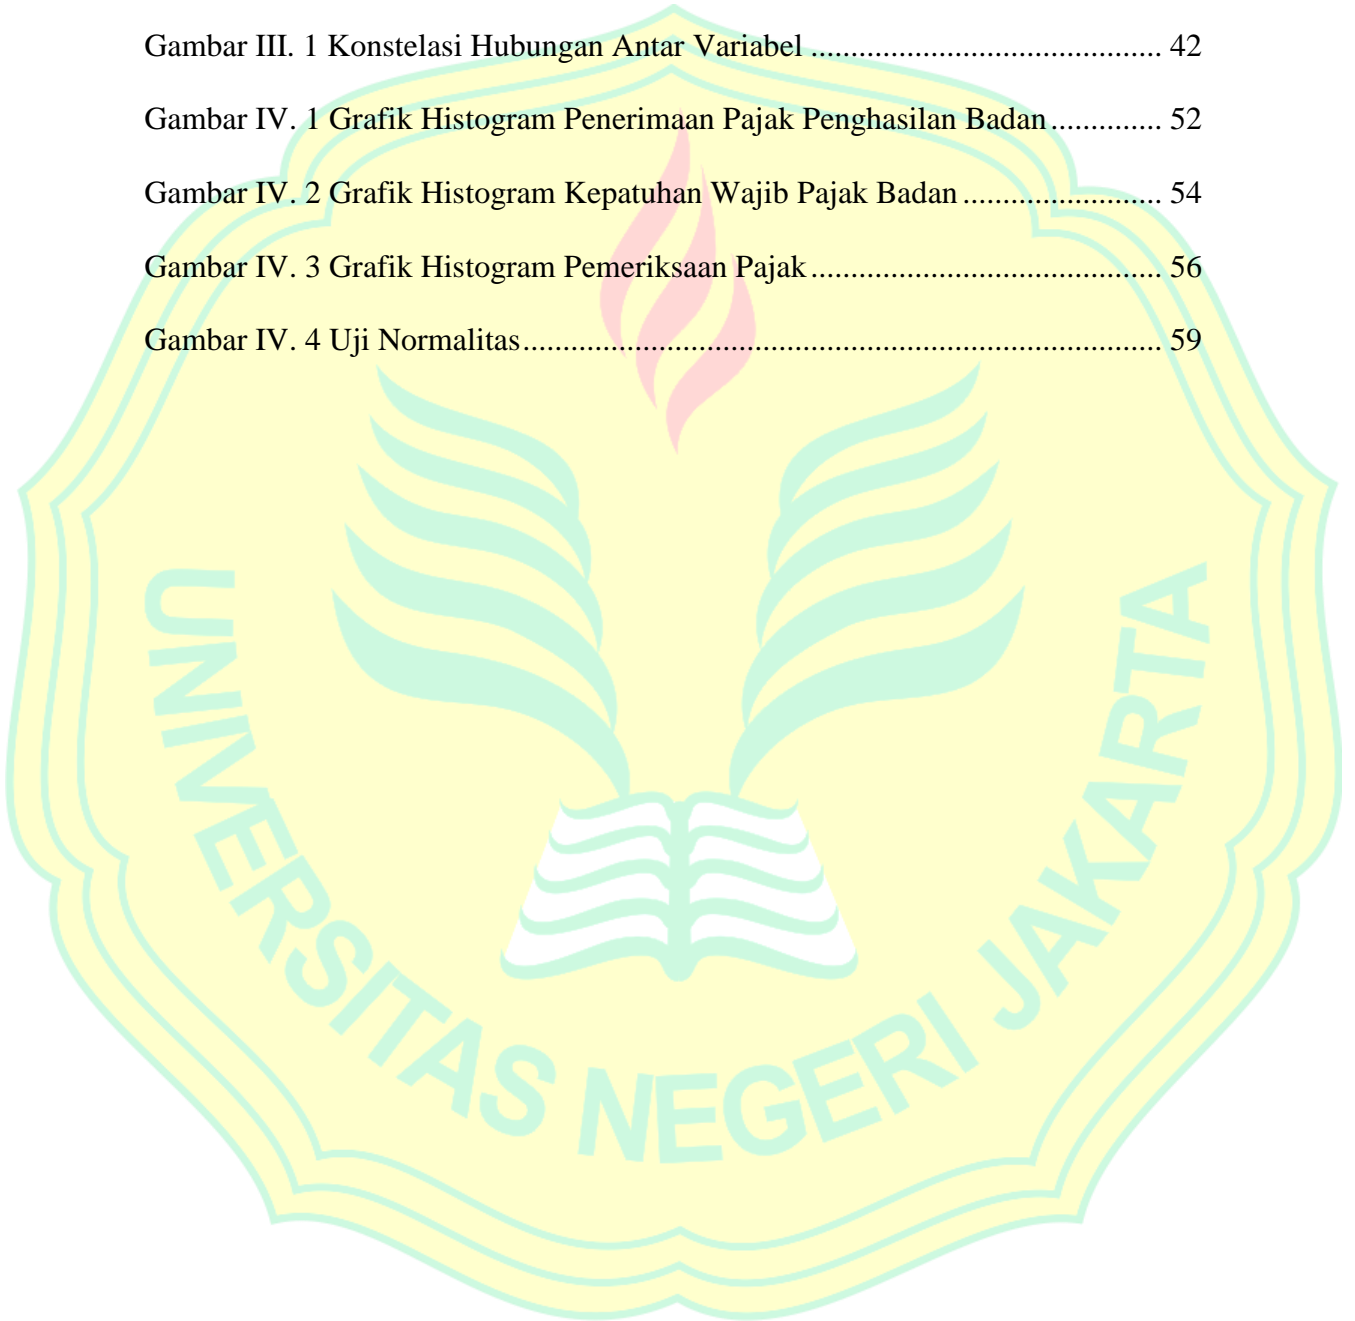 Gambar III. 1 Konstelasi Hubungan Antar Variabel ............................................ 42
Gambar IV. 1 Grafik Histogram Penerimaan Pajak Penghasilan Badan .............. 52
Gambar IV. 2 Grafik Histogram Kepatuhan Wajib Pajak Badan ......................... 54
Gambar IV. 3 Grafik Histogram Pemeriksaan Pajak ............................................ 56
Gambar IV. 4 Uji Normalitas ................................................................................ 59
UNIVERSITAS NEGERI JAKARTA